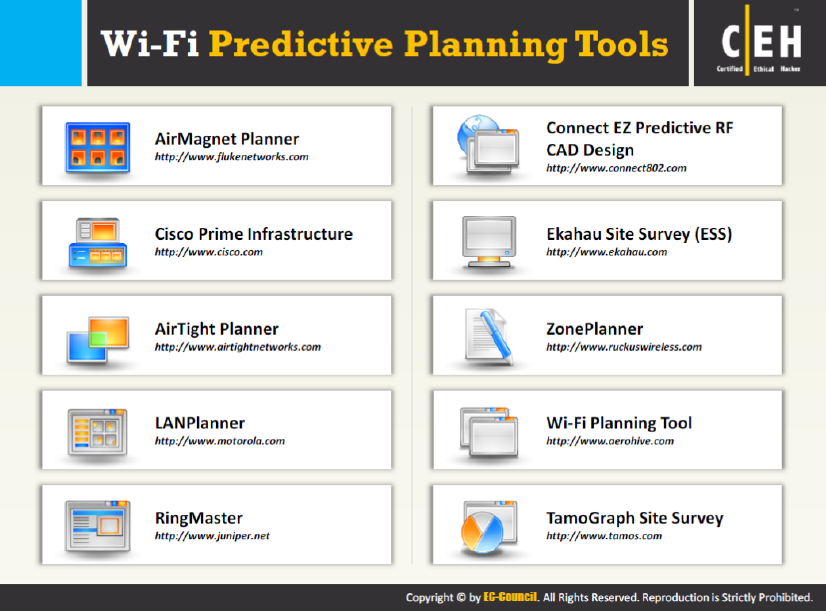 Wi-Fi Predictive Planning Tools
C|EH
Certified Ethical Hacker
AirMagnet Planner
http://www.flukenetworks.com
Cisco Prime Infrastructure
http://www.cisco.com
AirTight Planner
http://www.airtightnetworks.com
LANPlanner
http://www.motorola.com
RingMaster
http://www.juniper.net
Connect EZ Predictive RF
CAD Design
http://www.connect802.com
Ekahau Site Survey (ESS)
http://www.ekahau.com
ZonePlanner
http://www.ruckuswireless.com
Wi-Fi Planning Tool
http://www.aerohive.com
TamoGraph Site Survey
http://www.tamos.com
Copyright © by EC-Council. All Rights Reserved. Reproduction is Strictly Prohibited.